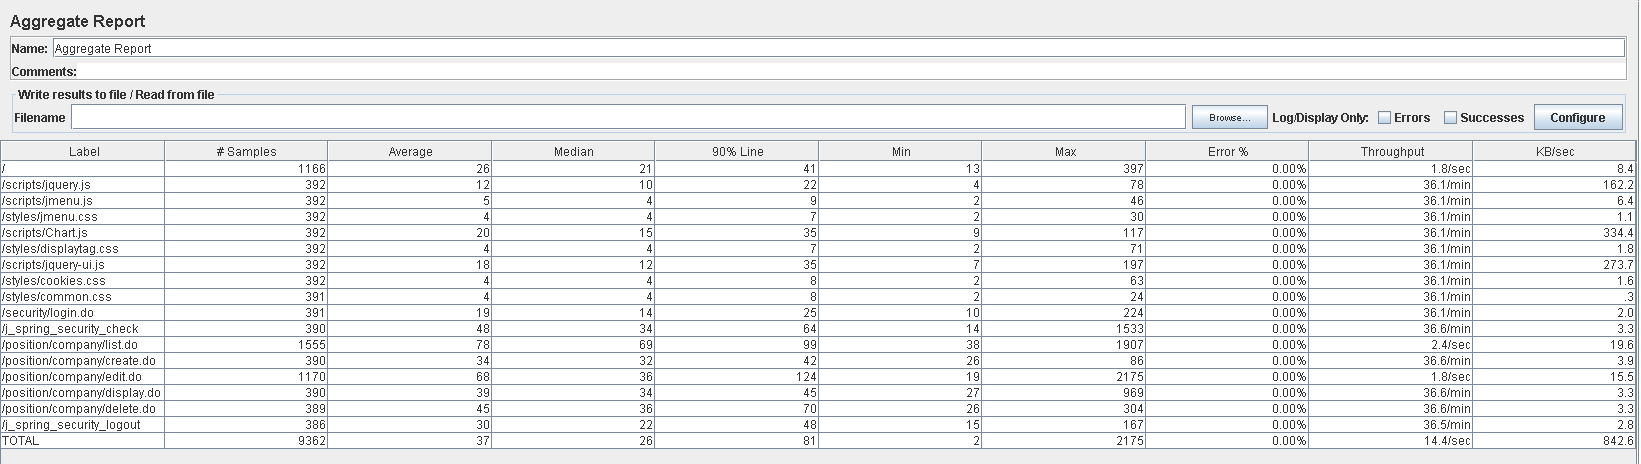 Aggregate Report
Name: Aggregate Report
Comments:
Write results to file / Read from file
Filename Browse... Log/Display Only: Errors Successes Configure
Label # Samples Average Median 90% Line Min Max Error % Throughput KB/sec
/ 1166 26 21 41 13 397 0.00% 1.8/sec 8.4
/scripts/jquery.js 392 12 10 22 4 78 0.00% 36.1/min 162.2
/scripts/jmenu.js 392 5 4 9 2 46 0.00% 36.1/min 6.4
/styles/jmenu.css 392 4 4 7 2 30 0.00% 36.1/min 1.1
/scripts/Chart.js 392 20 15 35 9 117 0.00% 36.1/min 334.4
/styles/displaytag.css 392 4 4 7 2 71 0.00% 36.1/min 1.8
/scripts/jquery-ui.js 392 18 12 35 7 197 0.00% 36.1/min 273.7
/styles/cookies.css 392 4 4 8 2 63 0.00% 36.1/min 1.6
/styles/common.css 391 4 4 8 2 24 0.00% 36.1/min .3
/security/login.do 391 19 14 25 10 224 0.00% 36.1/min 2.0
/j_spring_security_check 390 48 34 64 14 1533 0.00% 36.6/min 3.3
/position/company/list.do 1555 78 69 99 38 1907 0.00% 2.4/sec 19.6
/position/company/create.do 390 34 32 42 26 86 0.00% 36.6/min 3.9
/position/company/edit.do 1170 68 36 124 19 2175 0.00% 1.8/sec 15.5
/position/company/display.do 390 39 34 45 27 969 0.00% 36.6/min 3.3
/position/company/delete.do 389 45 36 70 26 304 0.00% 36.6/min 3.3
/j_spring_security_logout 386 30 22 48 15 167 0.00% 36.5/min 2.8
TOTAL 9362 37 26 81 2 2175 0.00% 14.4/sec 842.6